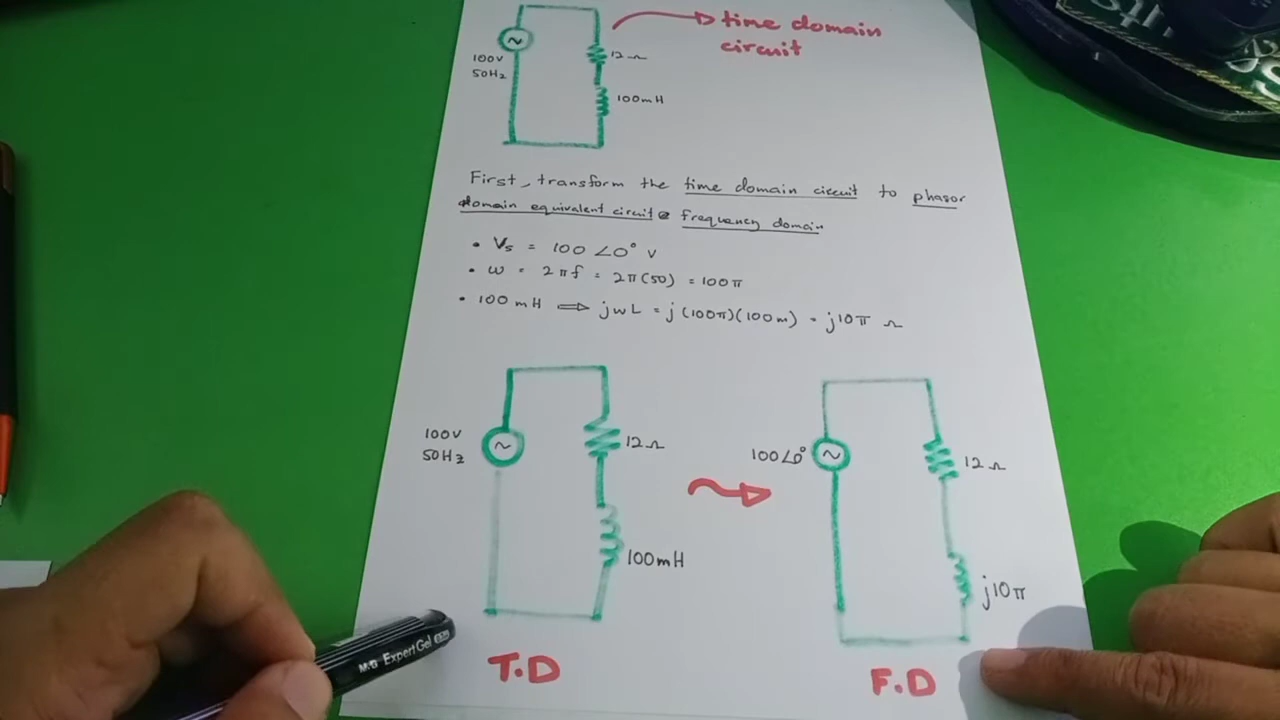 time domain
circuit
100V
50Hz
12Ω
100mH
First, transform the time domain circuit to phasor
domain equivalent circuit @ frequency domain
• Vs = 100 ∠0° V
• ω = 2πf = 2π(50) = 100π
• 100 mH ⟹ jωL = j(100π)(100m) = j10π Ω
100V
50Hz
12Ω
100mH
100∠0°
12Ω
j10π
T.D
F.D
M&G ExpertGel